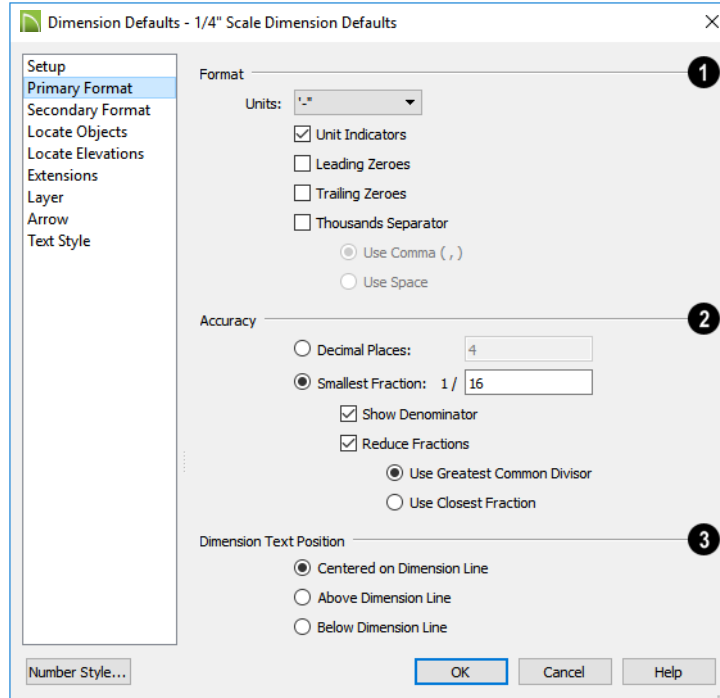 Dimension Defaults - 1/4" Scale Dimension Defaults
Setup
Primary Format
Secondary Format
Locate Objects
Locate Elevations
Extensions
Layer
Arrow
Text Style
Format 1
Units: '-"
Unit Indicators
Leading Zeroes
Trailing Zeroes
Thousands Separator
Use Comma ( , )
Use Space
Accuracy 2
Decimal Places: 4
Smallest Fraction: 1 / 16
Show Denominator
Reduce Fractions
Use Greatest Common Divisor
Use Closest Fraction
Dimension Text Position 3
Centered on Dimension Line
Above Dimension Line
Below Dimension Line
Number Style... OK Cancel Help